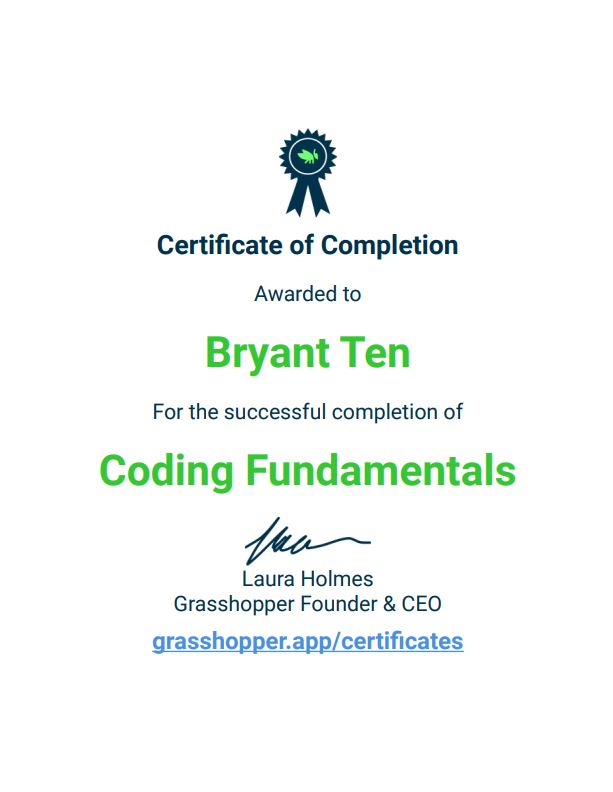 Certificate of Completion
Awarded to
Bryant Ten
For the successful completion of
Coding Fundamentals
Laura Holmes
Grasshopper Founder & CEO
grasshopper.app/certificates